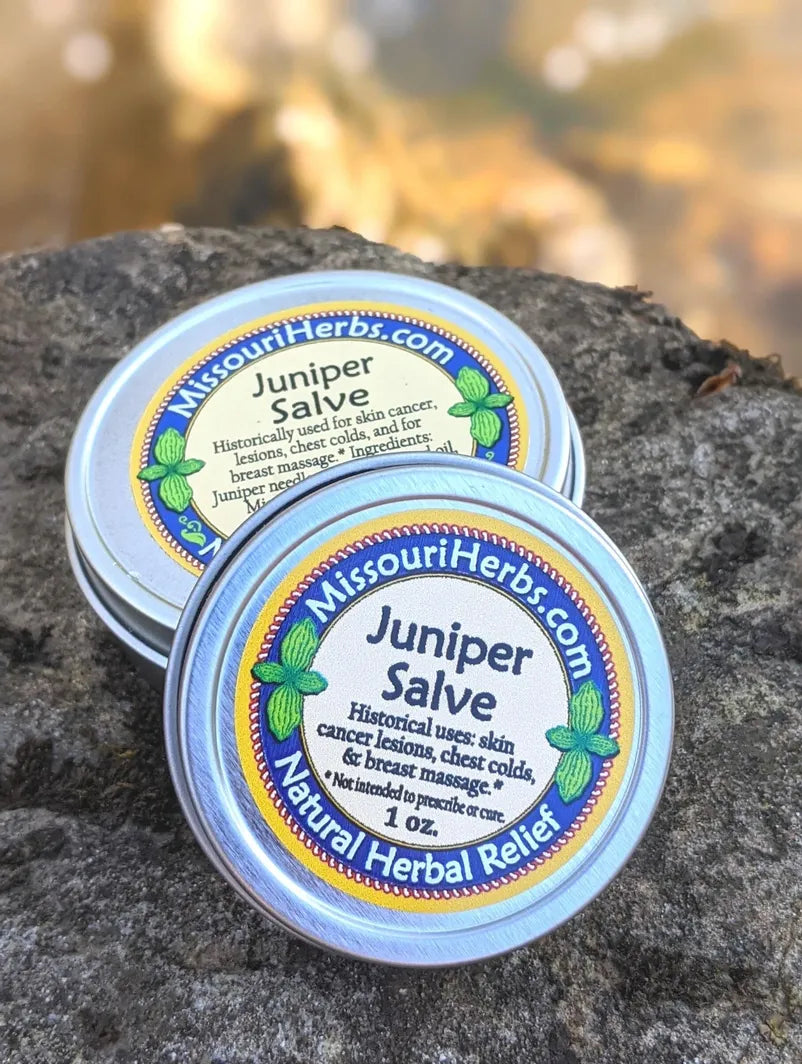 MissouriHerbs.com
Juniper
Salve
Historically used for skin cancer,
lesions, chest colds, and for
breast massage.* Ingredients:
Juniper oil,
MissouriHerbs.com
Juniper
Salve
Historical uses: skin
cancer lesions, chest colds,
& breast massage.*
*Not intended to prescribe or cure.
1 oz.
Natural Herbal Relief